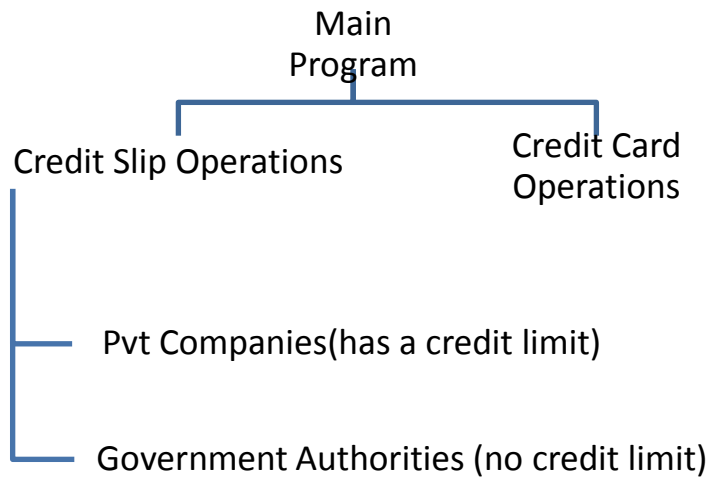 Main
Program
Credit Slip Operations
Credit Card
Operations
Pvt Companies(has a credit limit)
Government Authorities (no credit limit)